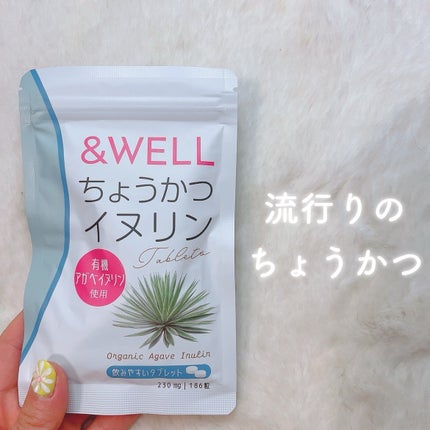 &WELL
ちょうかつ
イヌリン
Tablets
有機
アガベイヌリン
使用
Organic Agave Inulin
飲みやすいタブレット
230mg | 186粒
流行りの
ちょうかつ